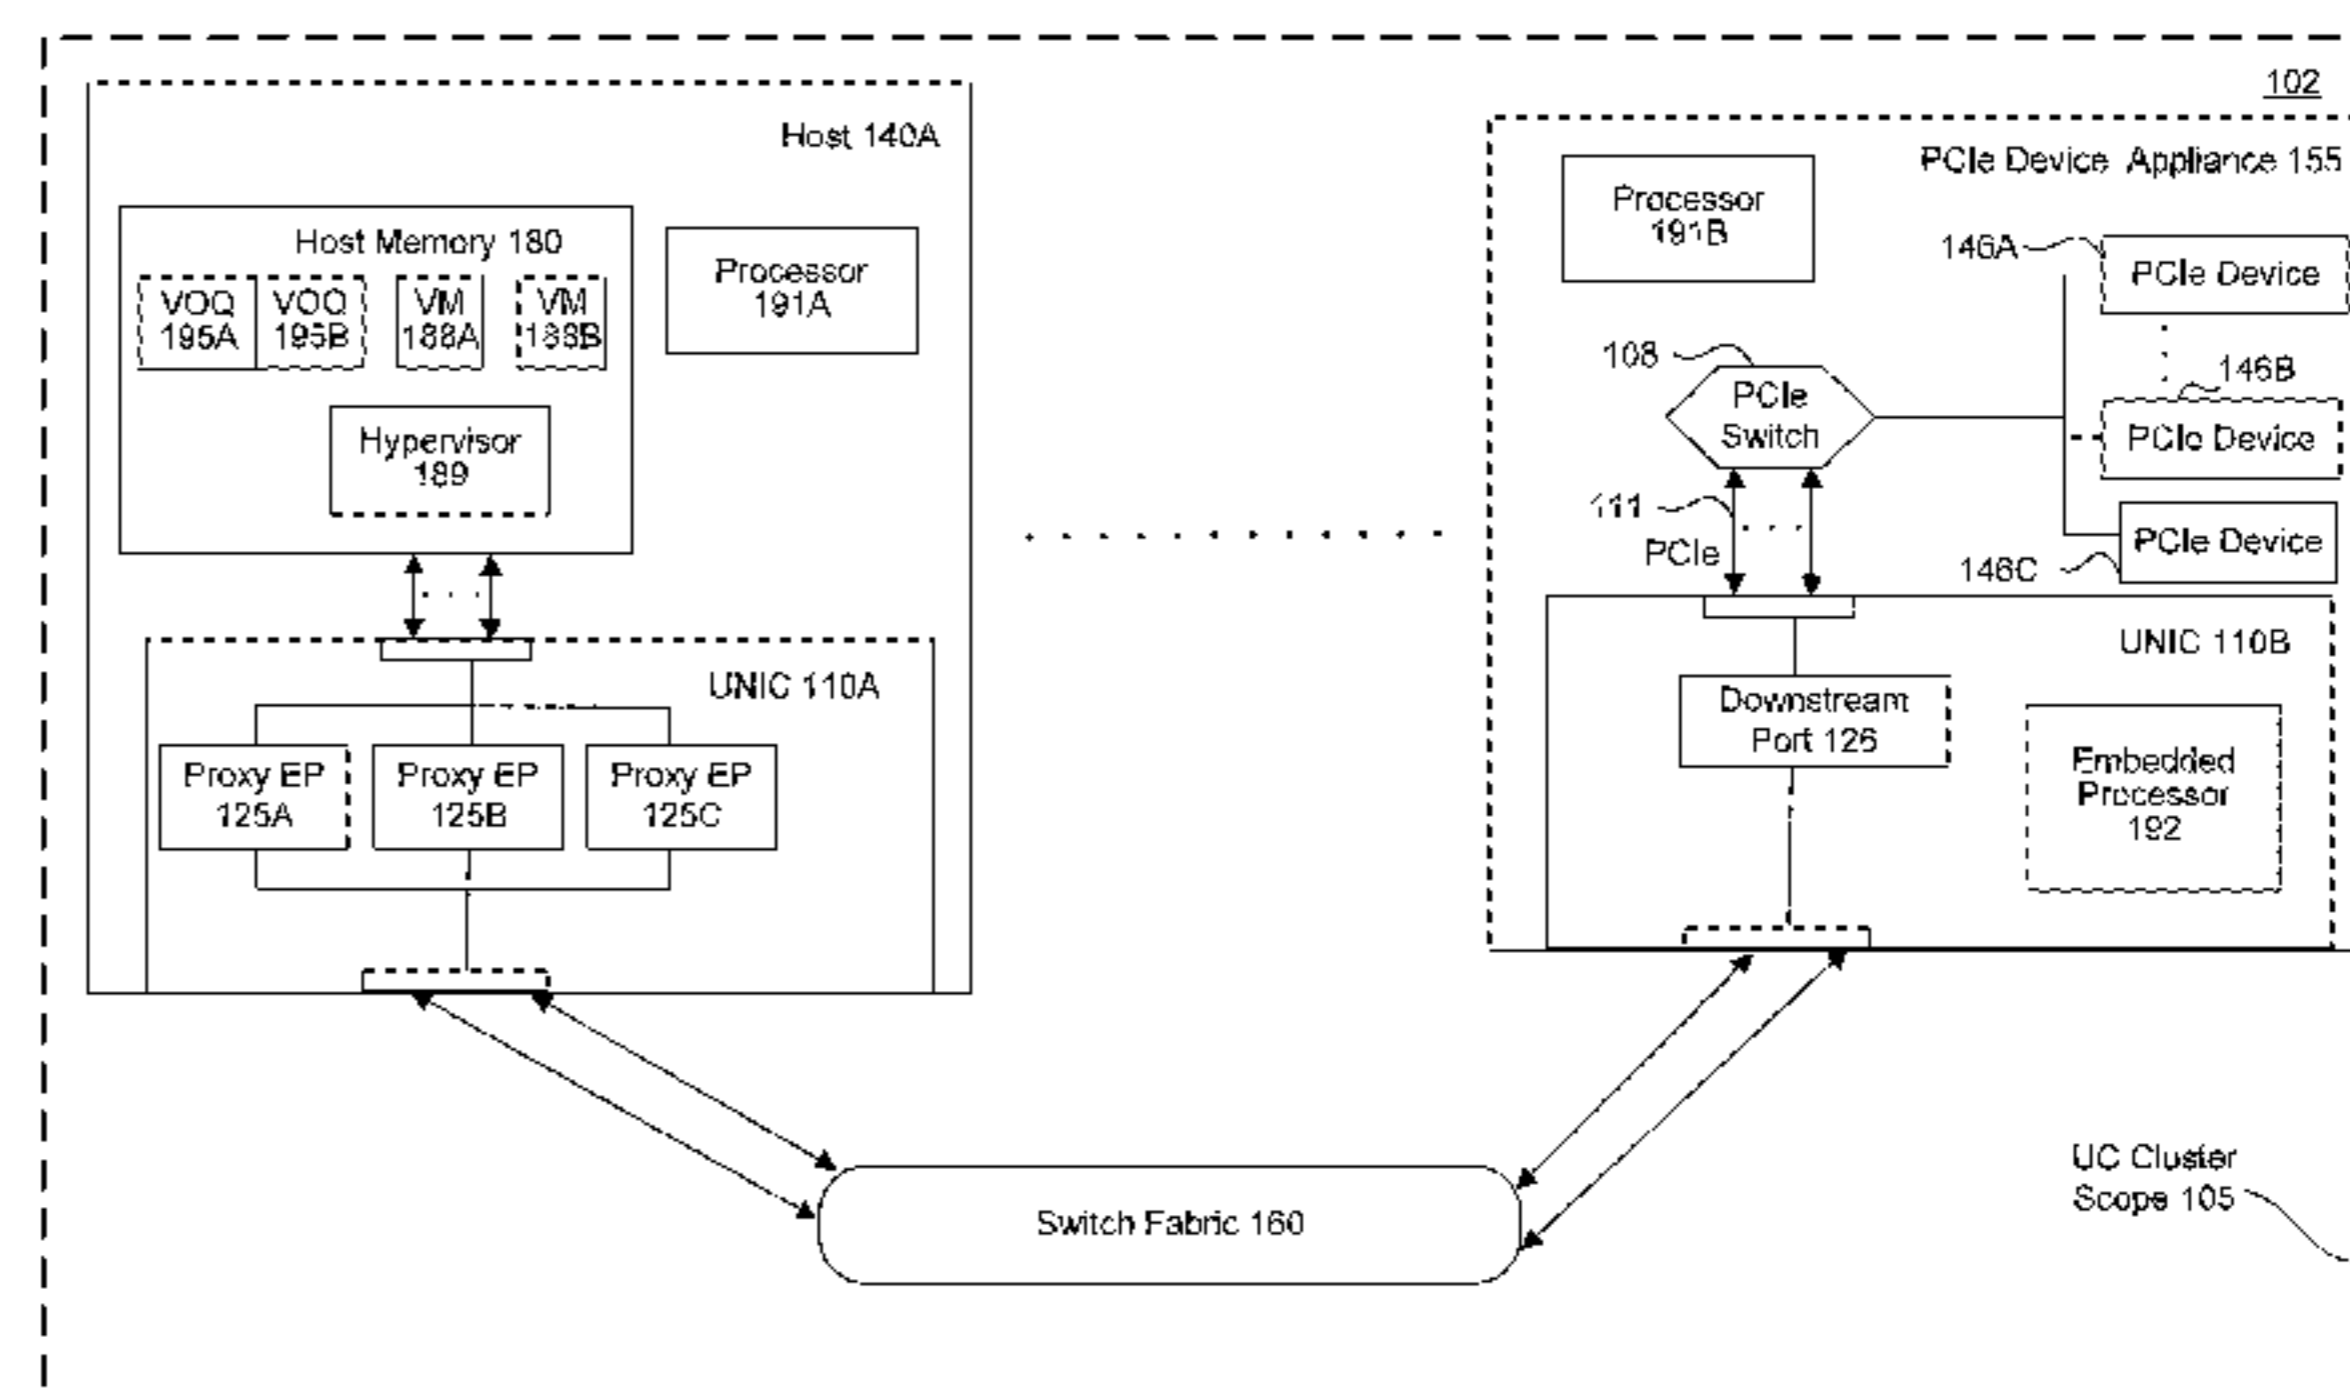 102
Host 140A
Host Memory 180
VOQ
195A
VOQ
195B
VM
188A
VM
188B
Processor
191A
Hypervisor
189
UNIC 110A
Proxy EP
125A
Proxy EP
125B
Proxy EP
125C
PCIe Device Appliance 155
Processor
191B
146A
PCIe Device
146B
PCIe Device
PCIe Device
146C
108
PCIe
Switch
111
PCIe
UNIC 110B
Downstream
Port 126
Embedded
Processor
192
Switch Fabric 160
UC Cluster
Scope 105